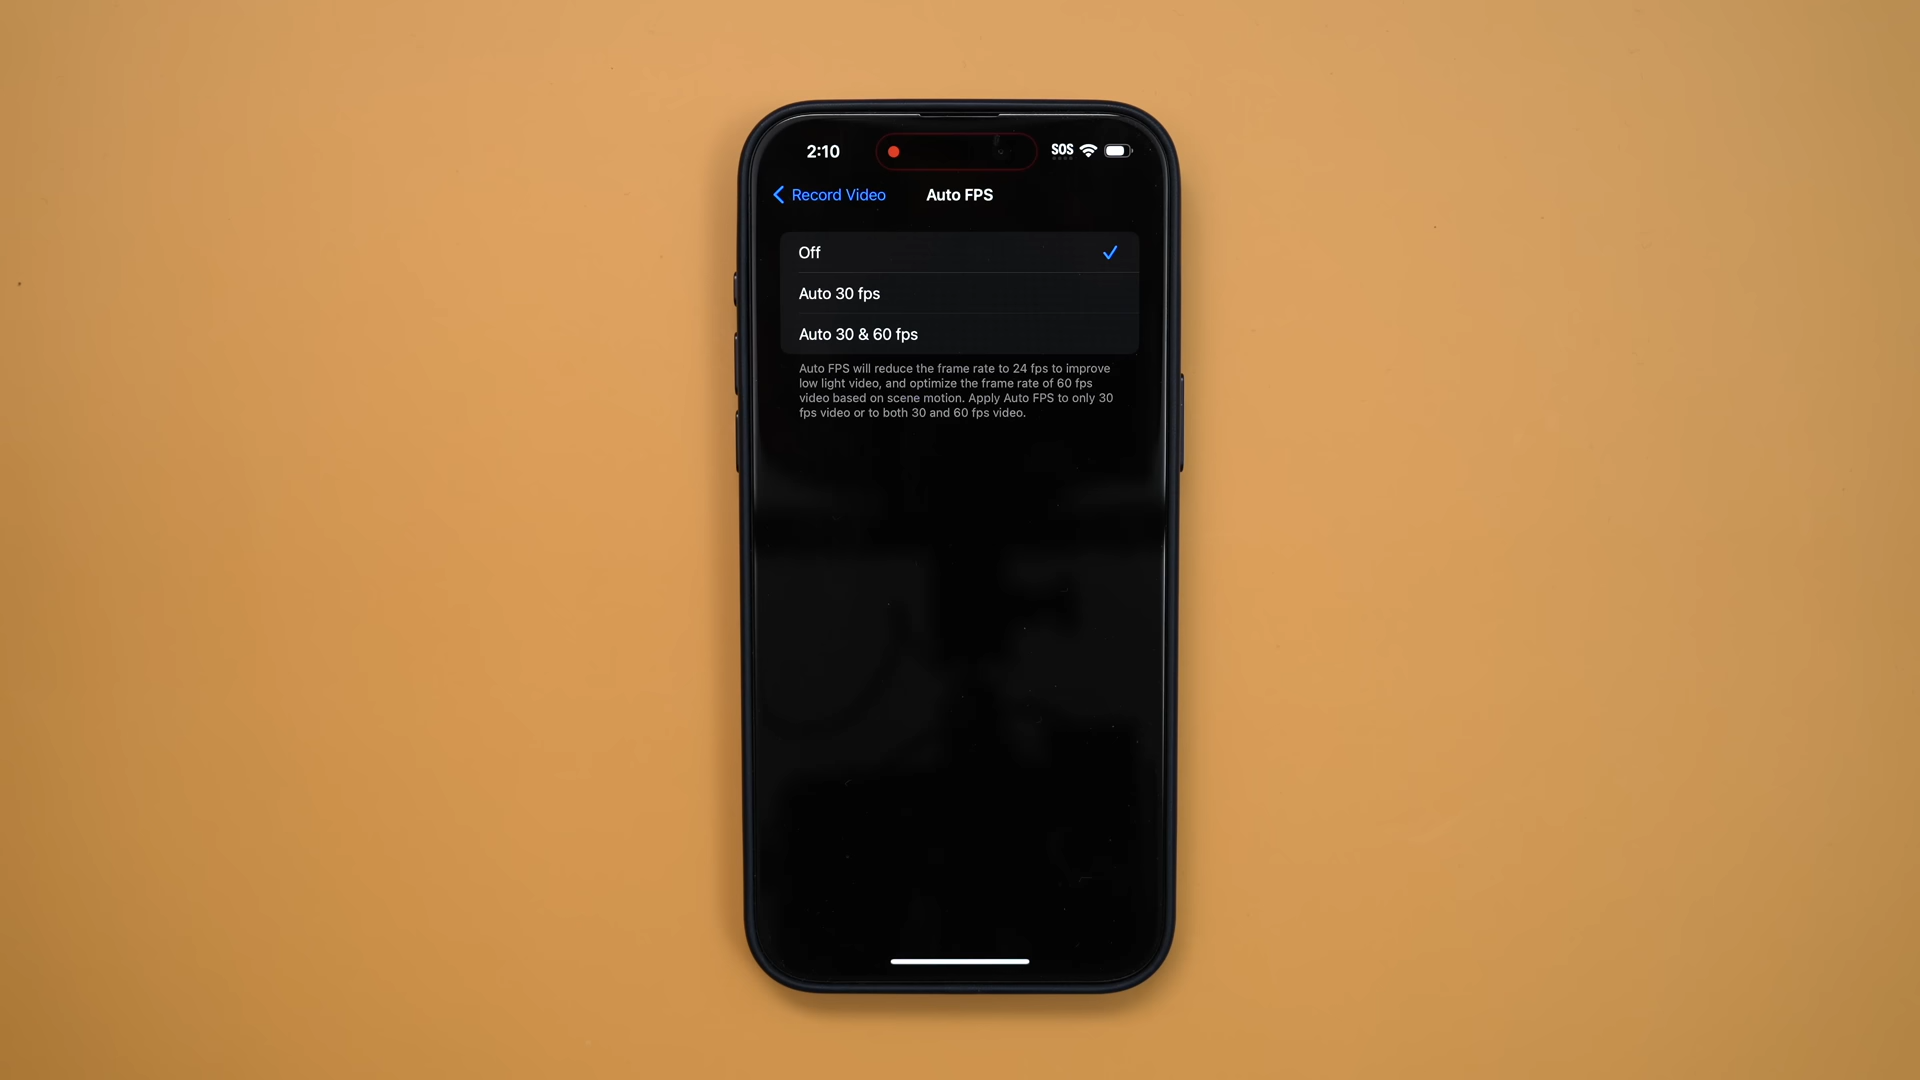 2:10
SOS
Record Video
Auto FPS
Off
Auto 30 fps
Auto 30 & 60 fps
Auto FPS will reduce the frame rate to 24 fps to improve
low light video, and optimize the frame rate of 60 fps
video based on scene motion. Apply Auto FPS to only 30
fps video or to both 30 and 60 fps video.